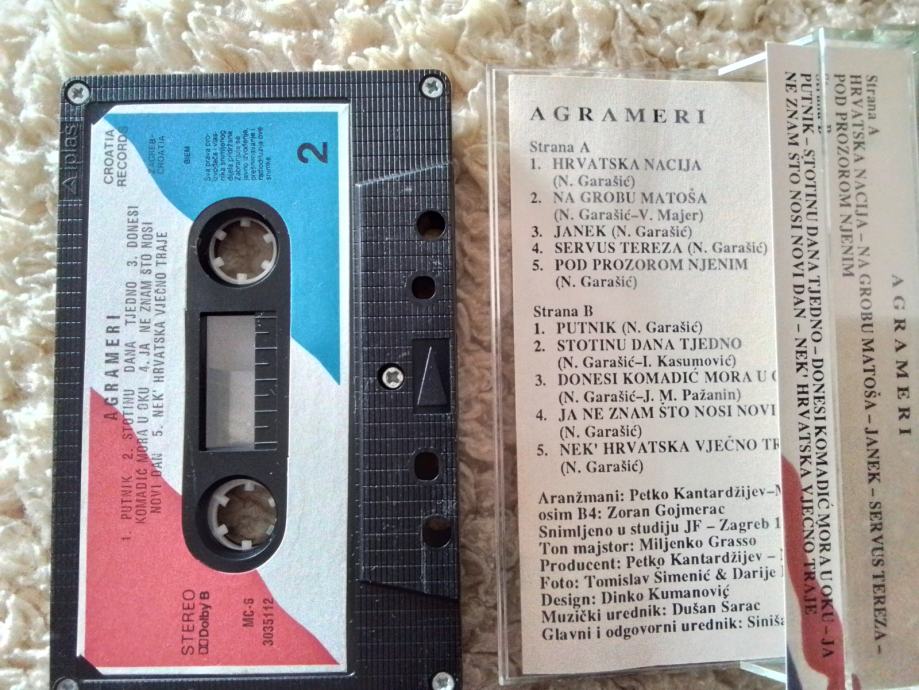 plas
CROATIA
RECORDS
ZAGREB-
CROATIA
BIEM
2
AGRAMERI
1. PUTNIK 2. STOTINU DANA TJEDNO 3. DONESI
KOMADIĆ MORA U OKU 4. JA NE ZNAM ŠTO NOSI
NOVI DAN 5. NEK' HRVATSKA VJEČNO TRAJE
STEREO
Dolby B
MC-6
3035112
AGRAMERI
Strana A
1. HRVATSKA NACIJA
(N. Garašić)
2. NA GROBU MATOŠA
(N. Garašić–V. Majer)
3. JANEK (N. Garašić)
4. SERVUS TEREZA (N. Garašić)
5. POD PROZOROM NJENIM
(N. Garašić)
Strana B
1. PUTNIK (N. Garašić)
2. STOTINU DANA TJEDNO
(N. Garašić–I. Kasumović)
3. DONESI KOMADIĆ MORA U
(N. Garašić–J. M. Pažanin)
4. JA NE ZNAM ŠTO NOSI NOVI
(N. Garašić)
5. NEK' HRVATSKA VJEČNO
(N. Garašić)
Aranžmani: Petko Kantardžijev–
osim B4: Zoran Gojmerac
Snimljeno u studiju JF – Zagreb
Ton majstor: Miljenko Grasso
Producent: Petko Kantardžijev –
Foto: Tomislav Šimenić & Darije
Design: Dinko Kumanović
Muzički urednik: Dušan Sarac
Glavni i odgovorni urednik: Siniša
AGRAMERI
Strana A
HRVATSKA NACIJA – NA GROBU MATOŠA – JANEK – SERVUS TEREZA –
POD PROZOROM NJENIM
Strana B
PUTNIK – STOTINU DANA TJEDNO – DONESI KOMADIĆ MORA U OKU – JA
NE ZNAM ŠTO NOSI NOVI DAN – NEK' HRVATSKA VJEČNO TRAJE